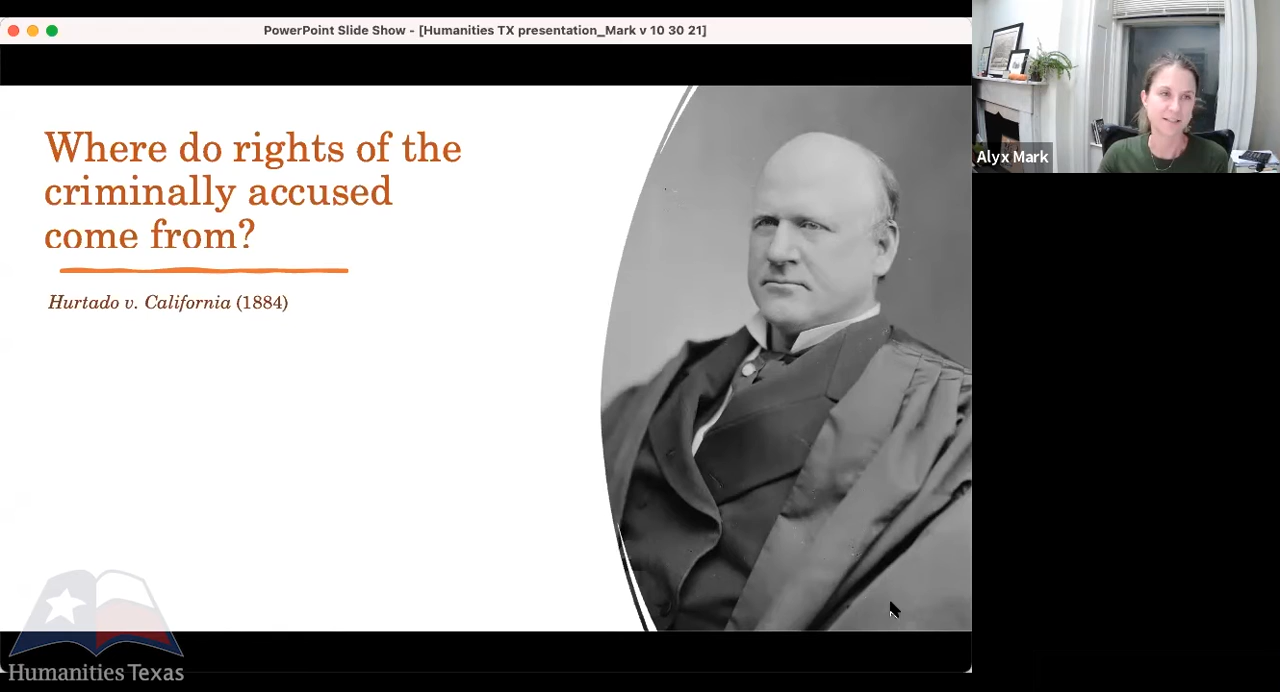 PowerPoint Slide Show - [Humanities TX presentation_Mark v 10 30 21]
Where do rights of the
criminally accused
come from?
Hurtado v. California (1884)
Alyx Mark
Humanities Texas